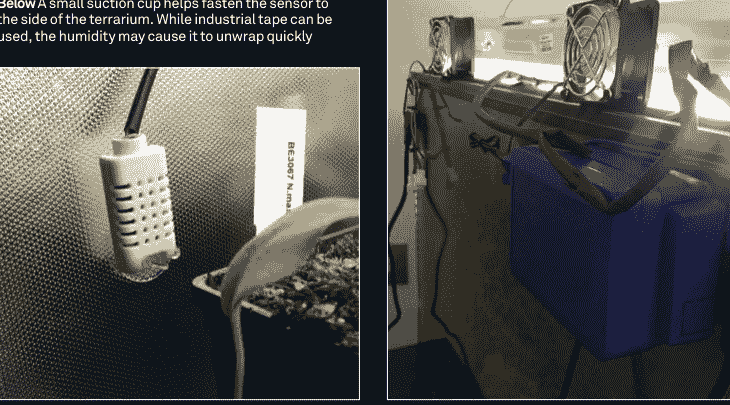 Below A small suction cup helps fasten the sensor to
the side of the terrarium. While industrial tape can be
used, the humidity may cause it to unwrap quickly
BE3067 N.ma